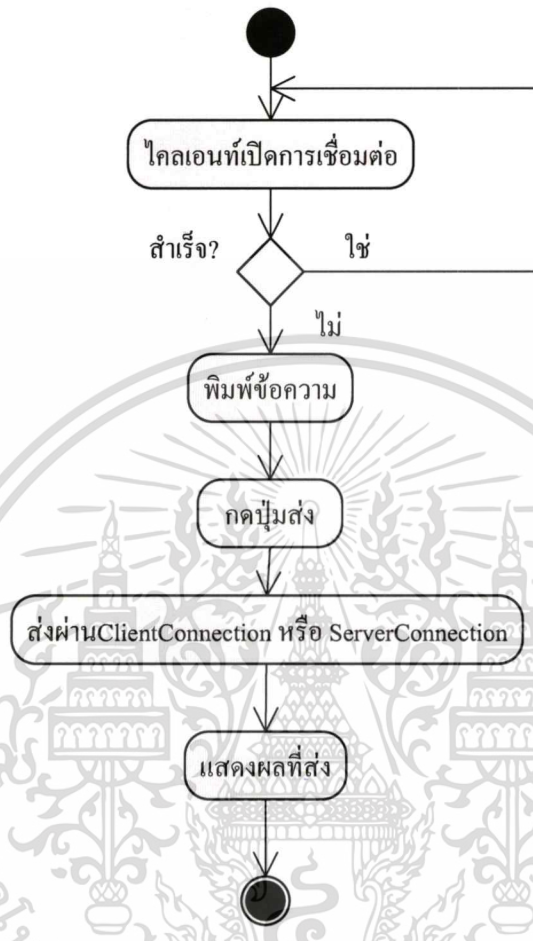 ไคลเอนท์เปิดการเชื่อมต่อ
สำเร็จ? ใช่
ไม่
พิมพ์ข้อความ
กดปุ่มส่ง
ส่งผ่านClientConnection หรือ ServerConnection
แสดงผลที่ส่ง